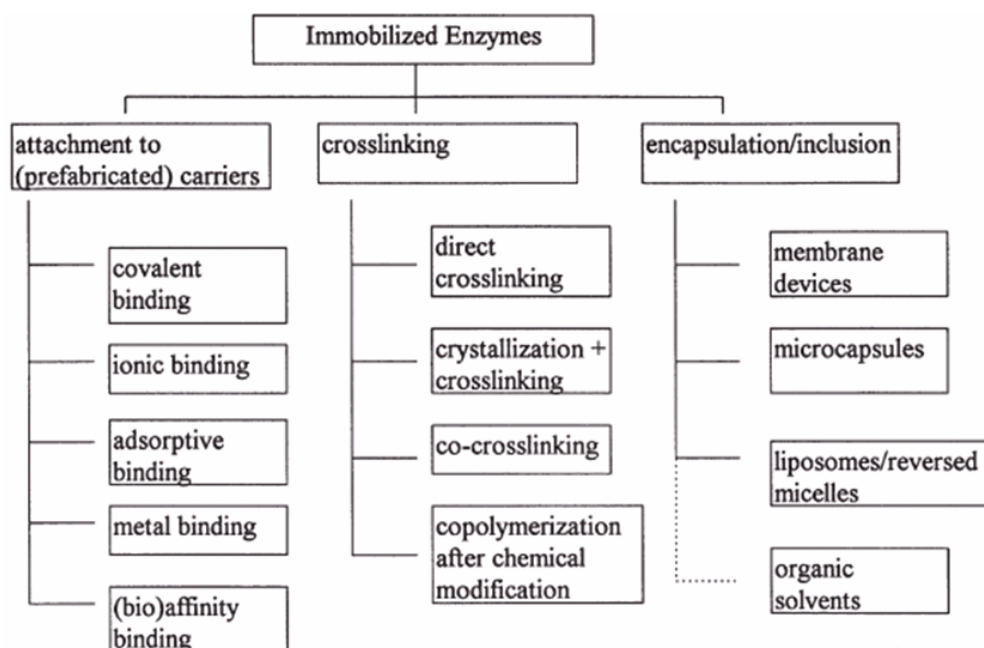 Immobilized Enzymes
attachment to
(prefabricated) carriers
covalent
binding
ionic binding
adsorptive
binding
metal binding
(bio)affinity
binding
crosslinking
direct
crosslinking
crystallization +
crosslinking
co-crosslinking
copolymerization
after chemical
modification
encapsulation/inclusion
membrane
devices
microcapsules
liposomes/reversed
micelles
organic
solvents